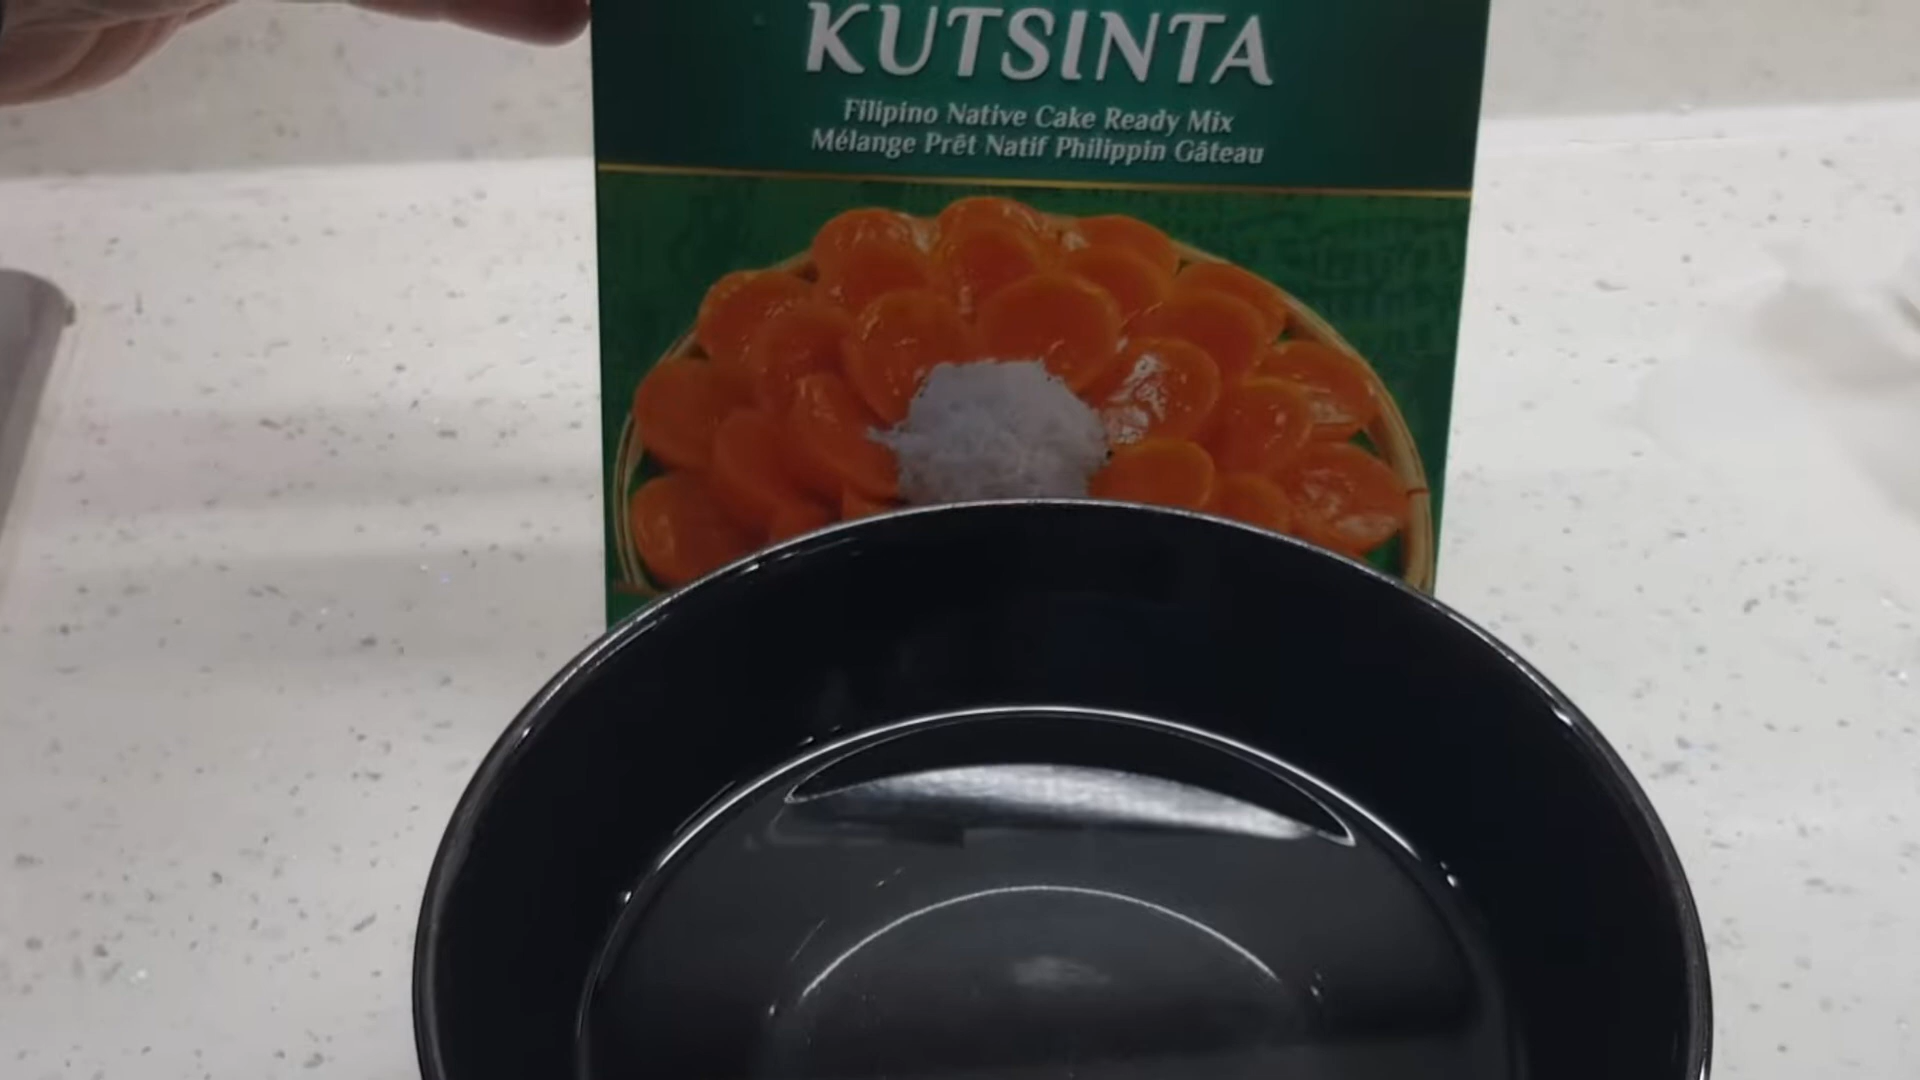 KUTSINTA
Filipino Native Cake Ready Mix
Mélange Prêt Natif Philippin Gâteau